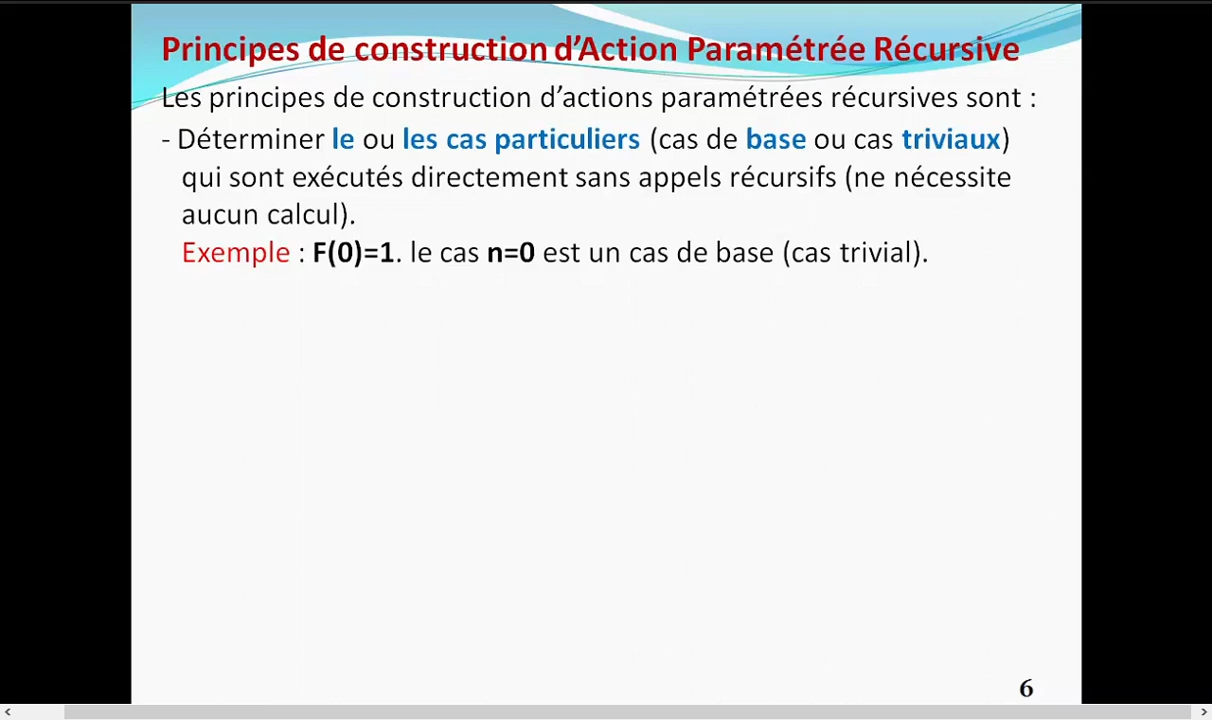 Principes de construction d’Action Paramétrée Récursive
Les principes de construction d’actions paramétrées récursives sont :
- Déterminer le ou les cas particuliers (cas de base ou cas triviaux)
qui sont exécutés directement sans appels récursifs (ne nécessite
aucun calcul).
Exemple : F(0)=1. le cas n=0 est un cas de base (cas trivial).
6